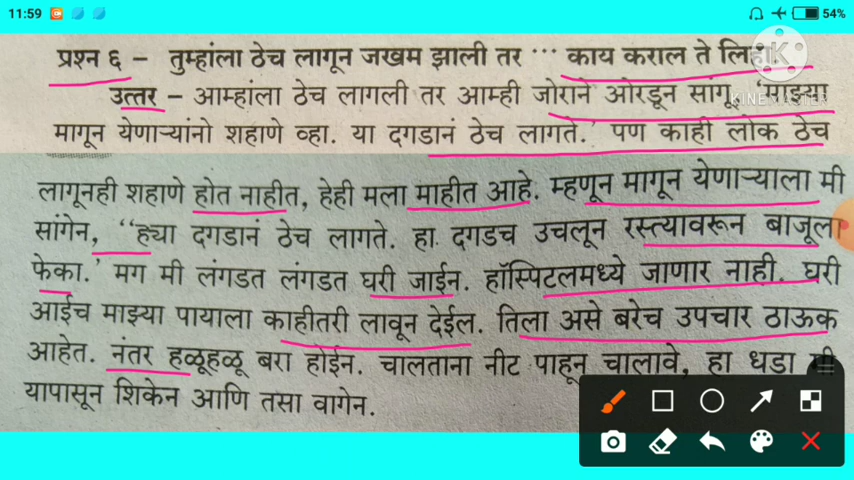 11:59
54%
प्रश्न ६ – तुम्हांला ठेच लागून जखम झाली तर ··· काय कराल ते लिहा.
KINEMASTER
उत्तर – आम्हांला ठेच लागली तर आम्ही जोराने ओरडून सांगू, 'माझ्या
मागून येणाऱ्यांनो शहाणे व्हा. या दगडानं ठेच लागते.' पण काही लोक ठेच
लागूनही शहाणे होत नाहीत, हेही मला माहीत आहे. म्हणून मागून येणाऱ्याला मी
सांगेन, "ह्या दगडानं ठेच लागते. हा दगडच उचलून रस्त्यावरून बाजूला
फेका.' मग मी लंगडत लंगडत घरी जाईन. हॉस्पिटलमध्ये जाणार नाही. घरी
आईच माझ्या पायाला काहीतरी लावून देईल. तिला असे बरेच उपचार ठाऊक
आहेत. नंतर हळूहळू बरा होईन. चालताना नीट पाहून चालावे, हा धडा मी
यापासून शिकेन आणि तसा वागेन.